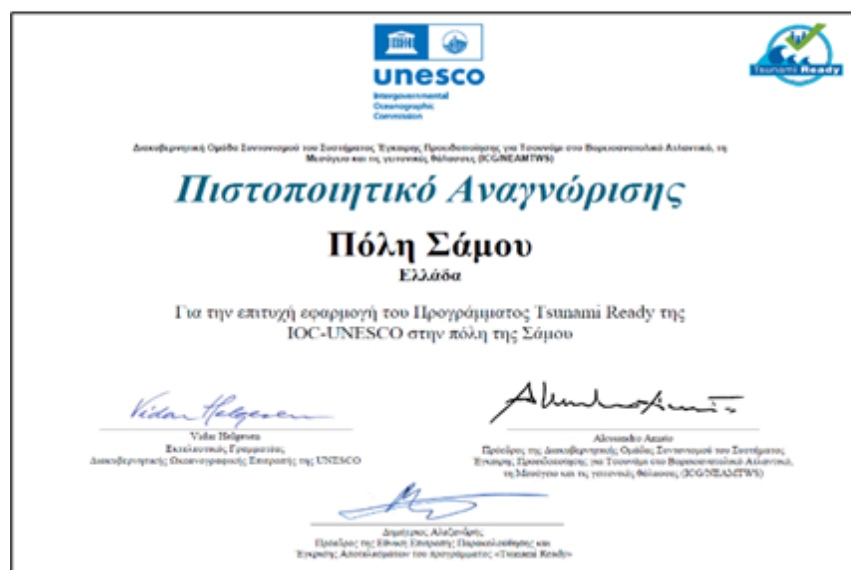 unesco
Intergovernmental
Oceanographic
Commission
Tsunami Ready
Διακυβερνητική Ομάδα Συντονισμού του Συστήματος Έγκαιρης Προειδοποίησης για Τσουνάμι στο Βορειοανατολικό Ατλαντικό, τη
Μεσόγειο και τις γειτονικές θάλασσες (ICG/NEAMTWS)
Πιστοποιητικό Αναγνώρισης
Πόλη Σάμου
Ελλάδα
Για την επιτυχή εφαρμογή του Προγράμματος Tsunami Ready της
IOC-UNESCO στην πόλη της Σάμου
Vidar Helgesen
Vidar Helgesen
Εκτελεστικός Γραμματέας
Διακυβερνητικής Ωκεανογραφικής Επιτροπής της UNESCO
Alessandro Amato
Πρόεδρος της Διακυβερνητικής Ομάδας Συντονισμού του Συστήματος
Έγκαιρης Προειδοποίησης για Τσουνάμι στο Βορειοανατολικό Ατλαντικό,
τη Μεσόγειο και τις γειτονικές θάλασσες (ICG/NEAMTWS)
Δημήτριος
Πρόεδρος της Εθνική Επιτροπής Παρακολούθησης και
Έγκρισης Αποτελεσμάτων του προγράμματος «Tsunami Ready»